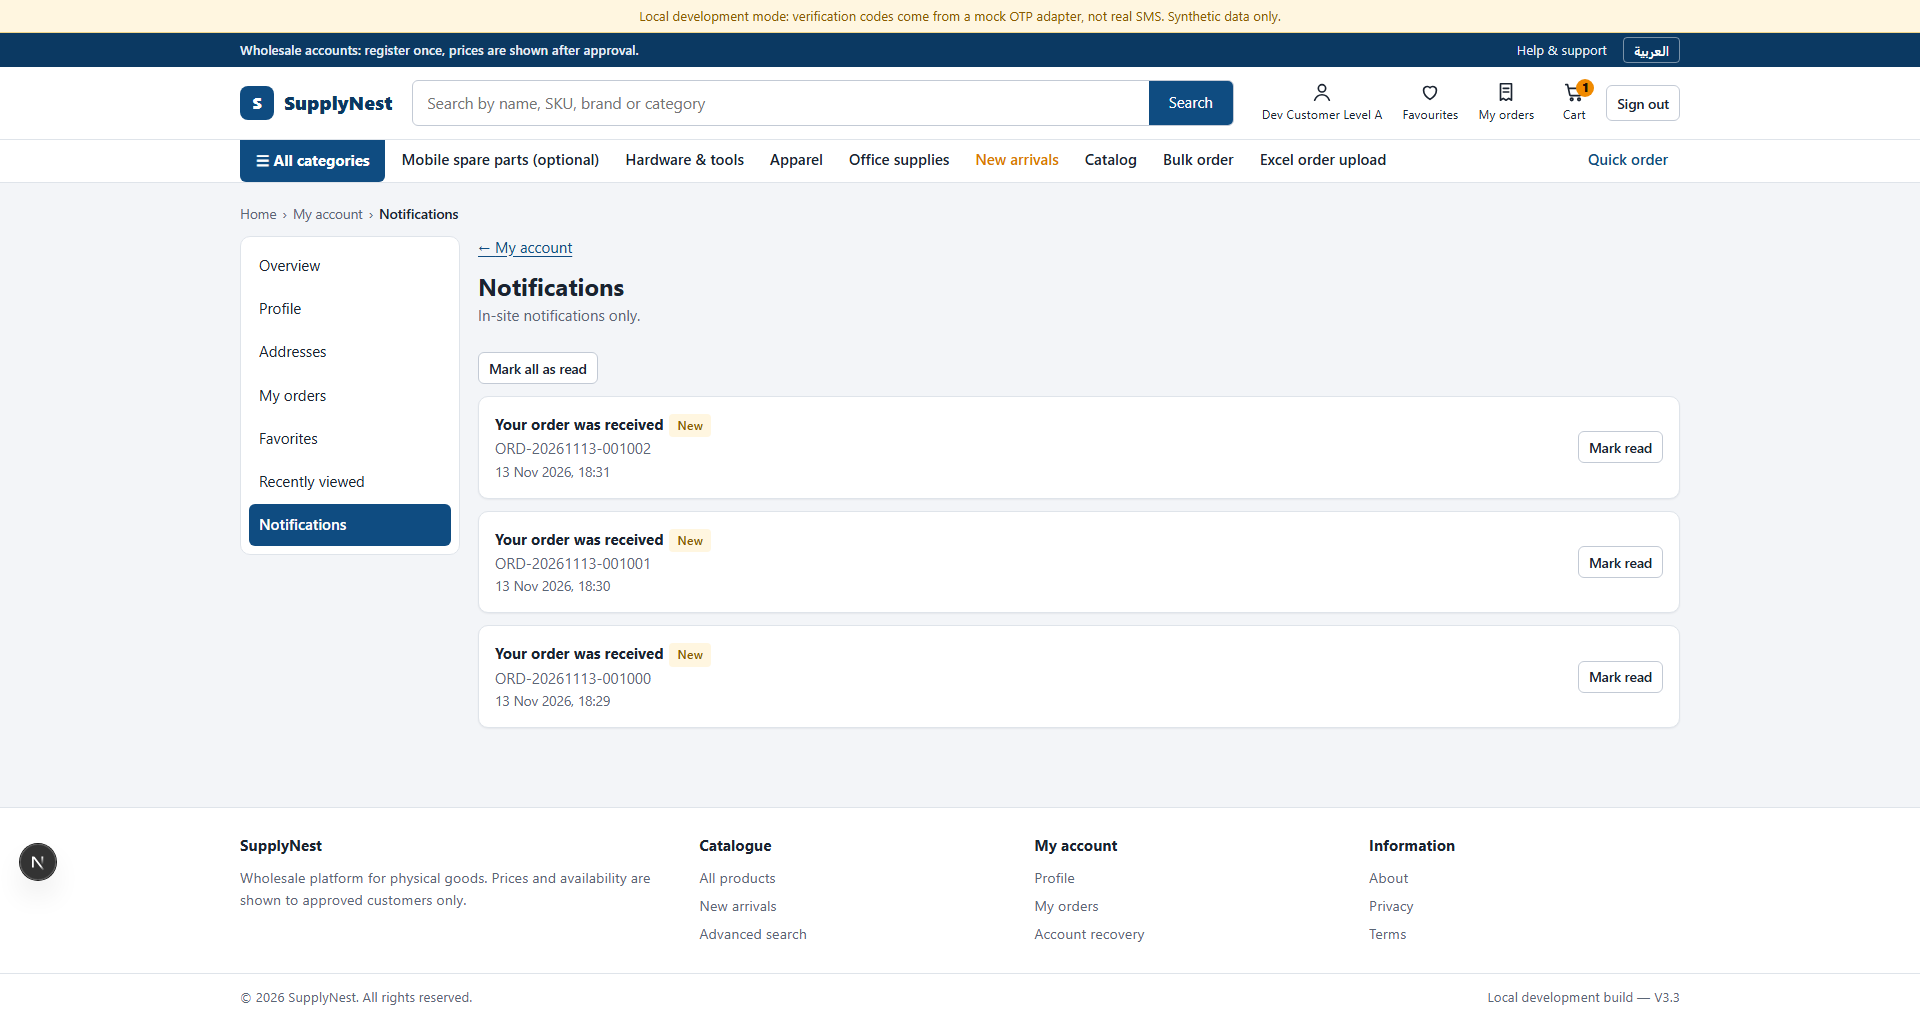 Local development mode: verification codes come from a mock OTP adapter, not real SMS. Synthetic data only.
Wholesale accounts: register once, prices are shown after approval.
Help & support
العربية
S
SupplyNest
Search by name, SKU, brand or category
Search
Dev Customer Level A
Favourites
My orders
1
Cart
Sign out
☰ All categories
Mobile spare parts (optional)
Hardware & tools
Apparel
Office supplies
New arrivals
Catalog
Bulk order
Excel order upload
Quick order
Home › My account › Notifications
Overview
Profile
Addresses
My orders
Favorites
Recently viewed
Notifications
← My account
Notifications
In-site notifications only.
Mark all as read
Your order was received New
ORD-20261113-001002
13 Nov 2026, 18:31
Mark read
Your order was received New
ORD-20261113-001001
13 Nov 2026, 18:30
Mark read
Your order was received New
ORD-20261113-001000
13 Nov 2026, 18:29
Mark read
N
SupplyNest
Wholesale platform for physical goods. Prices and availability are
shown to approved customers only.
Catalogue
All products
New arrivals
Advanced search
My account
Profile
My orders
Account recovery
Information
About
Privacy
Terms
© 2026 SupplyNest. All rights reserved.
Local development build — V3.3